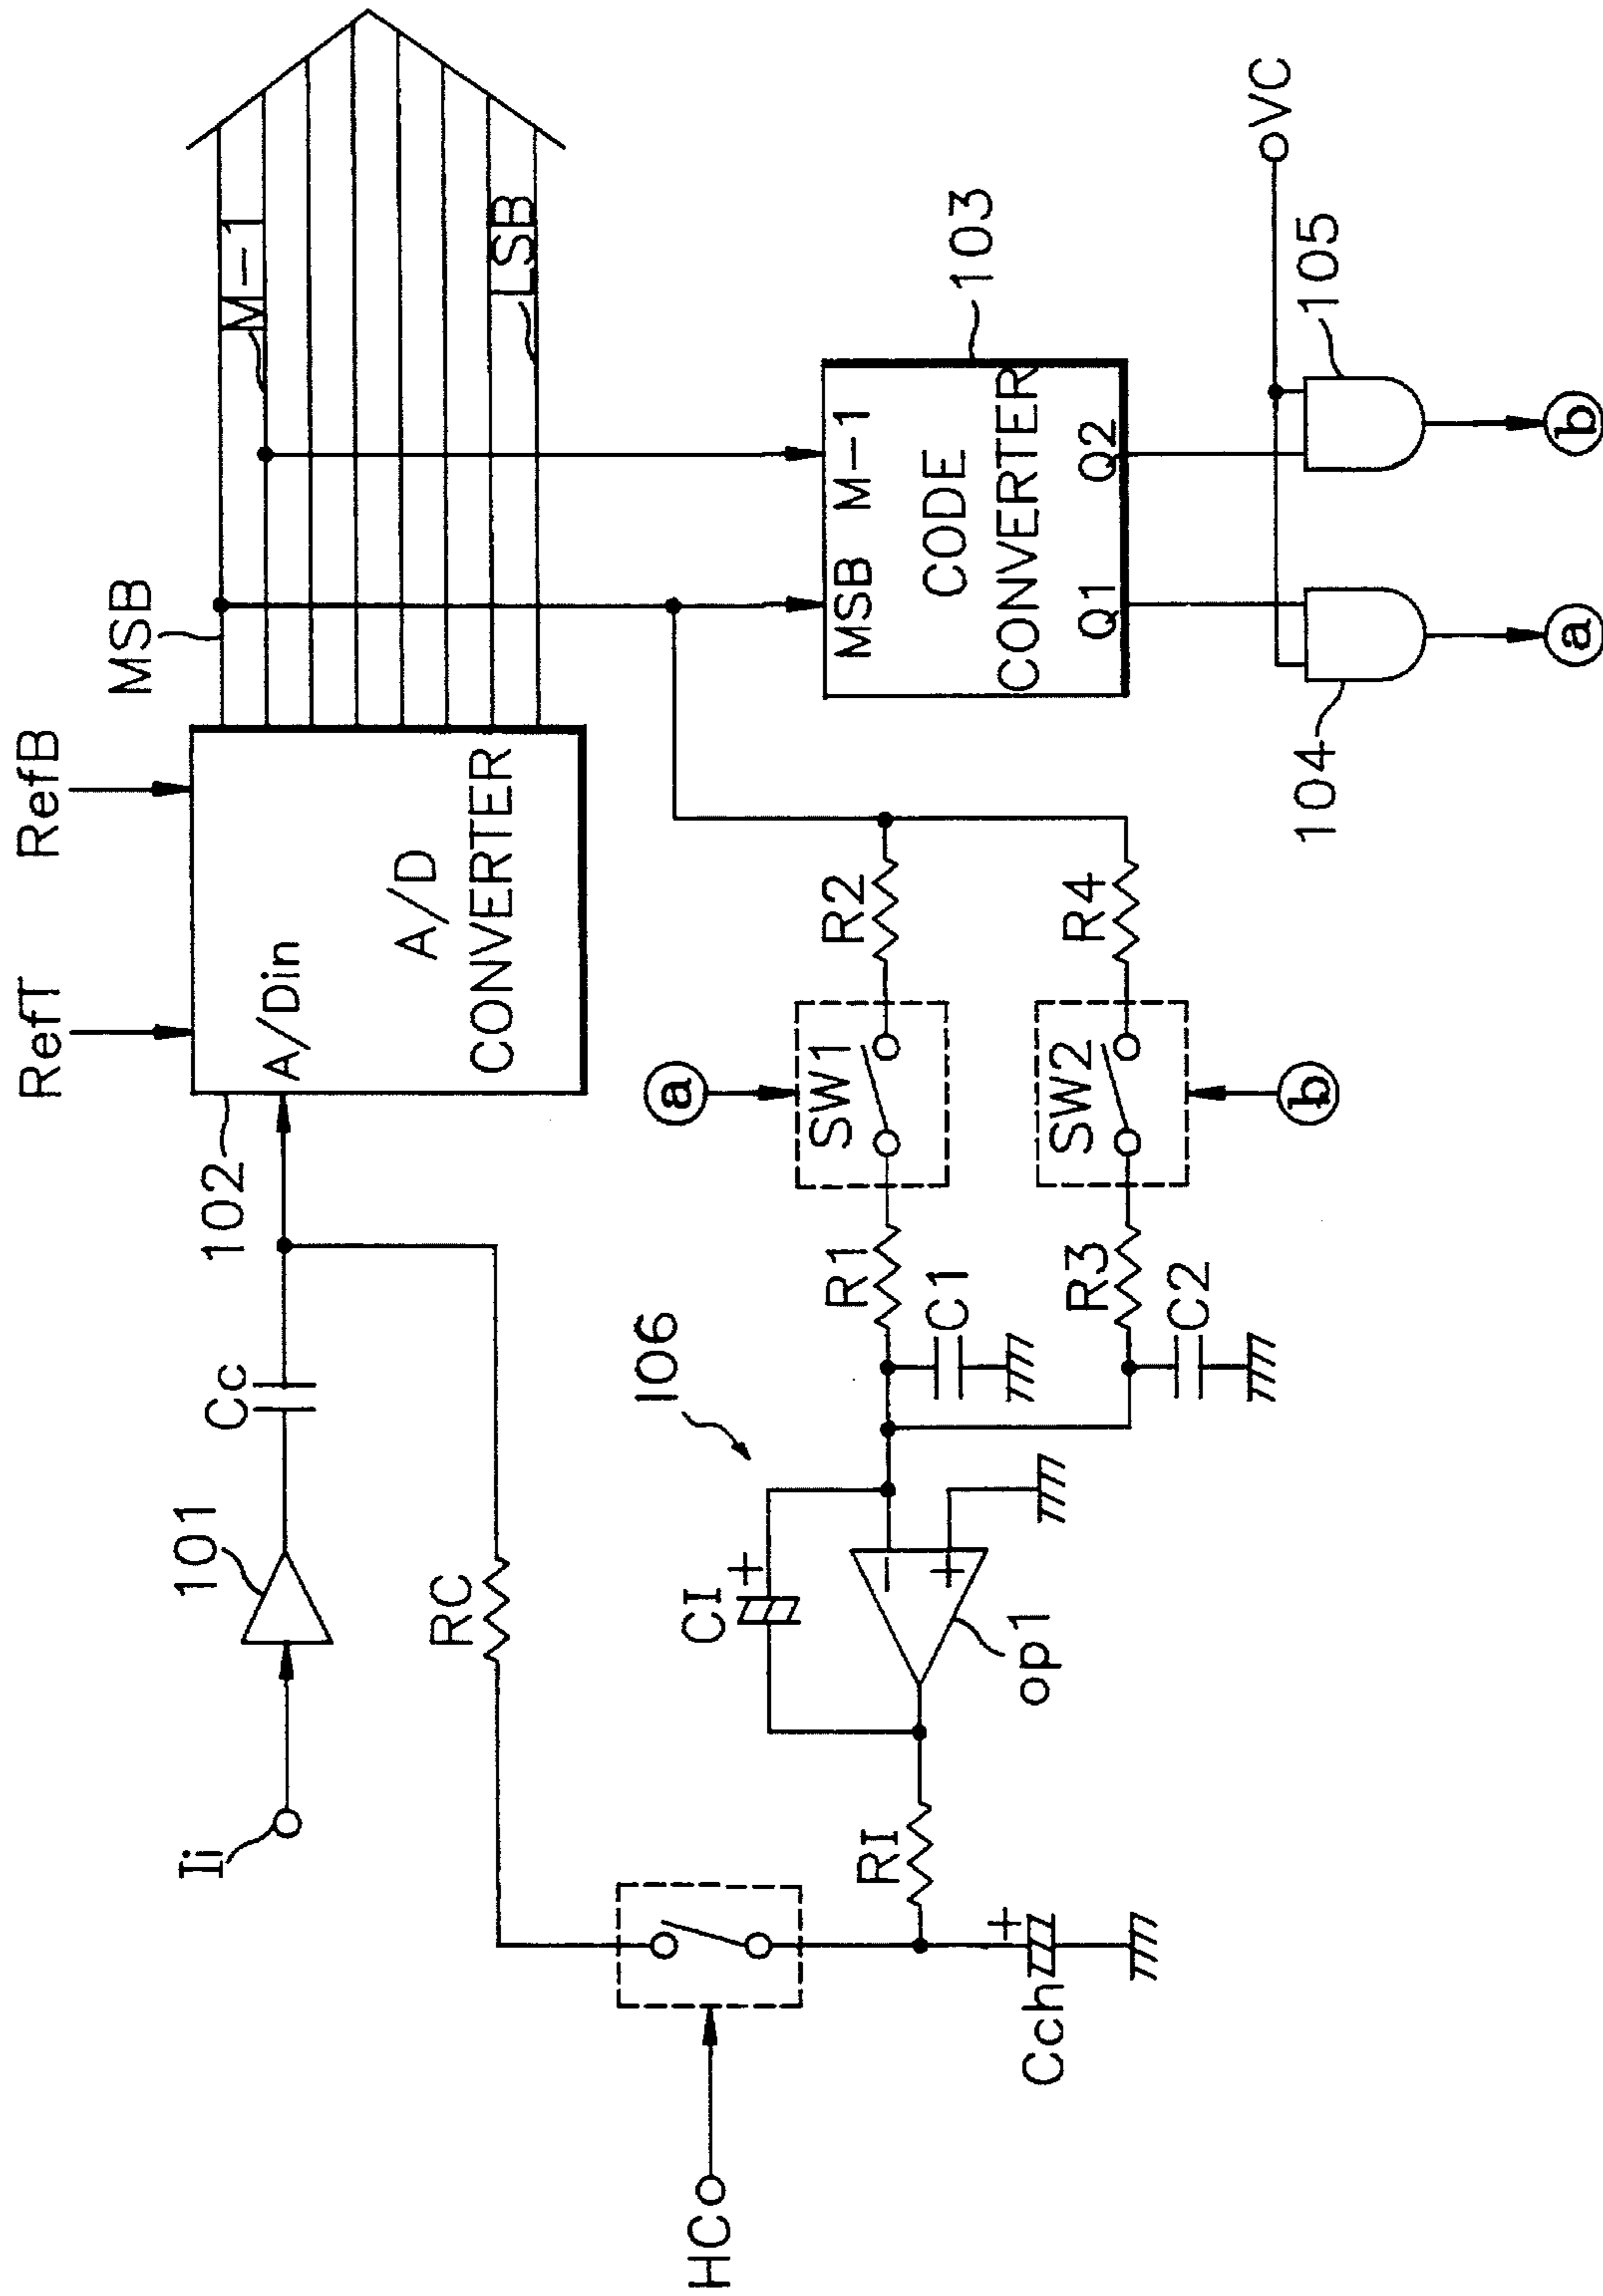 RefT
RefB
Ii
101
Cc
102
A/Din
A/D
CONVERTER
MSB
M-1
LSB
RC
HC
106
CI
+
-
+
op1
RI
+
Cch
R1
C1
a
SW1
R2
R3
C2
SW2
b
R4
MSB
M-1
CODE
CONVERTER
Q1
Q2
103
104
105
VC
a
b